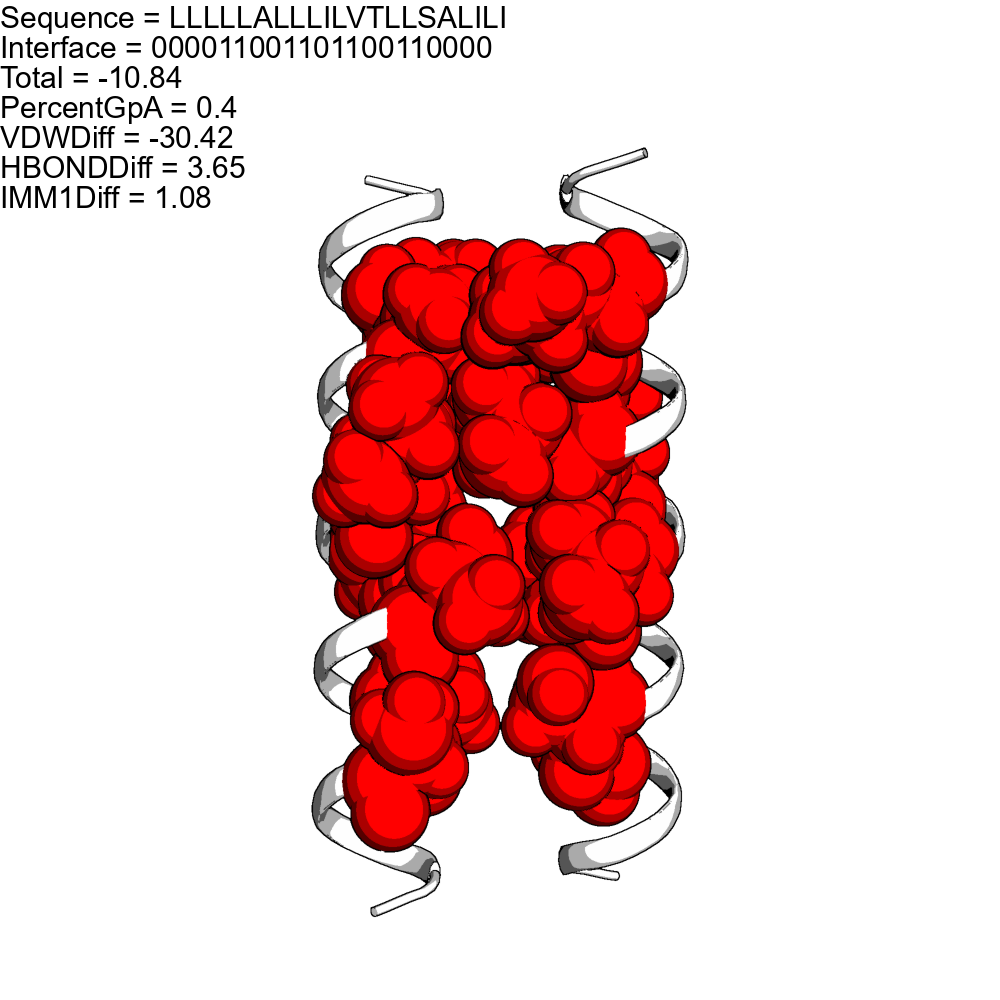 Sequence = LLLLLALLLILVTLLSALILI
Interface = 000011001101100110000
Total = -10.84
PercentGpA = 0.4
VDWDiff = -30.42
HBONDDiff = 3.65
IMM1Diff = 1.08